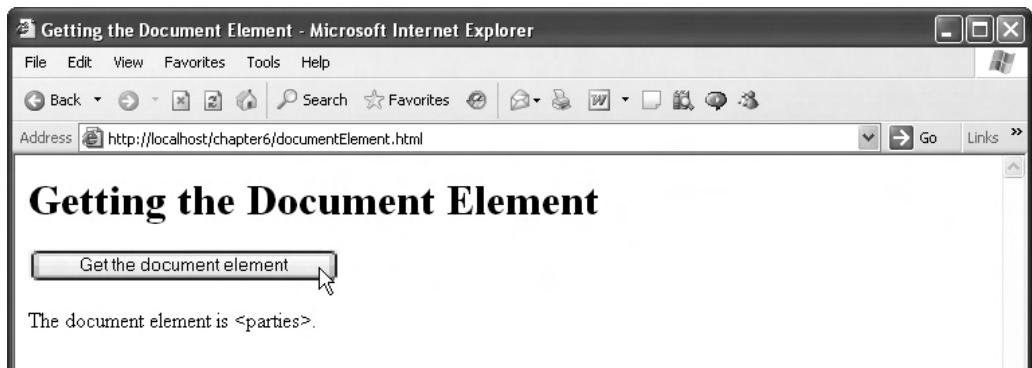 Getting the Document Element - Microsoft Internet Explorer
File Edit View Favorites Tools Help
Back Search Favorites W
Address http://localhost/chapter6/documentElement.html Go Links »
Getting the Document Element
Get the document element
The document element is <parties>.